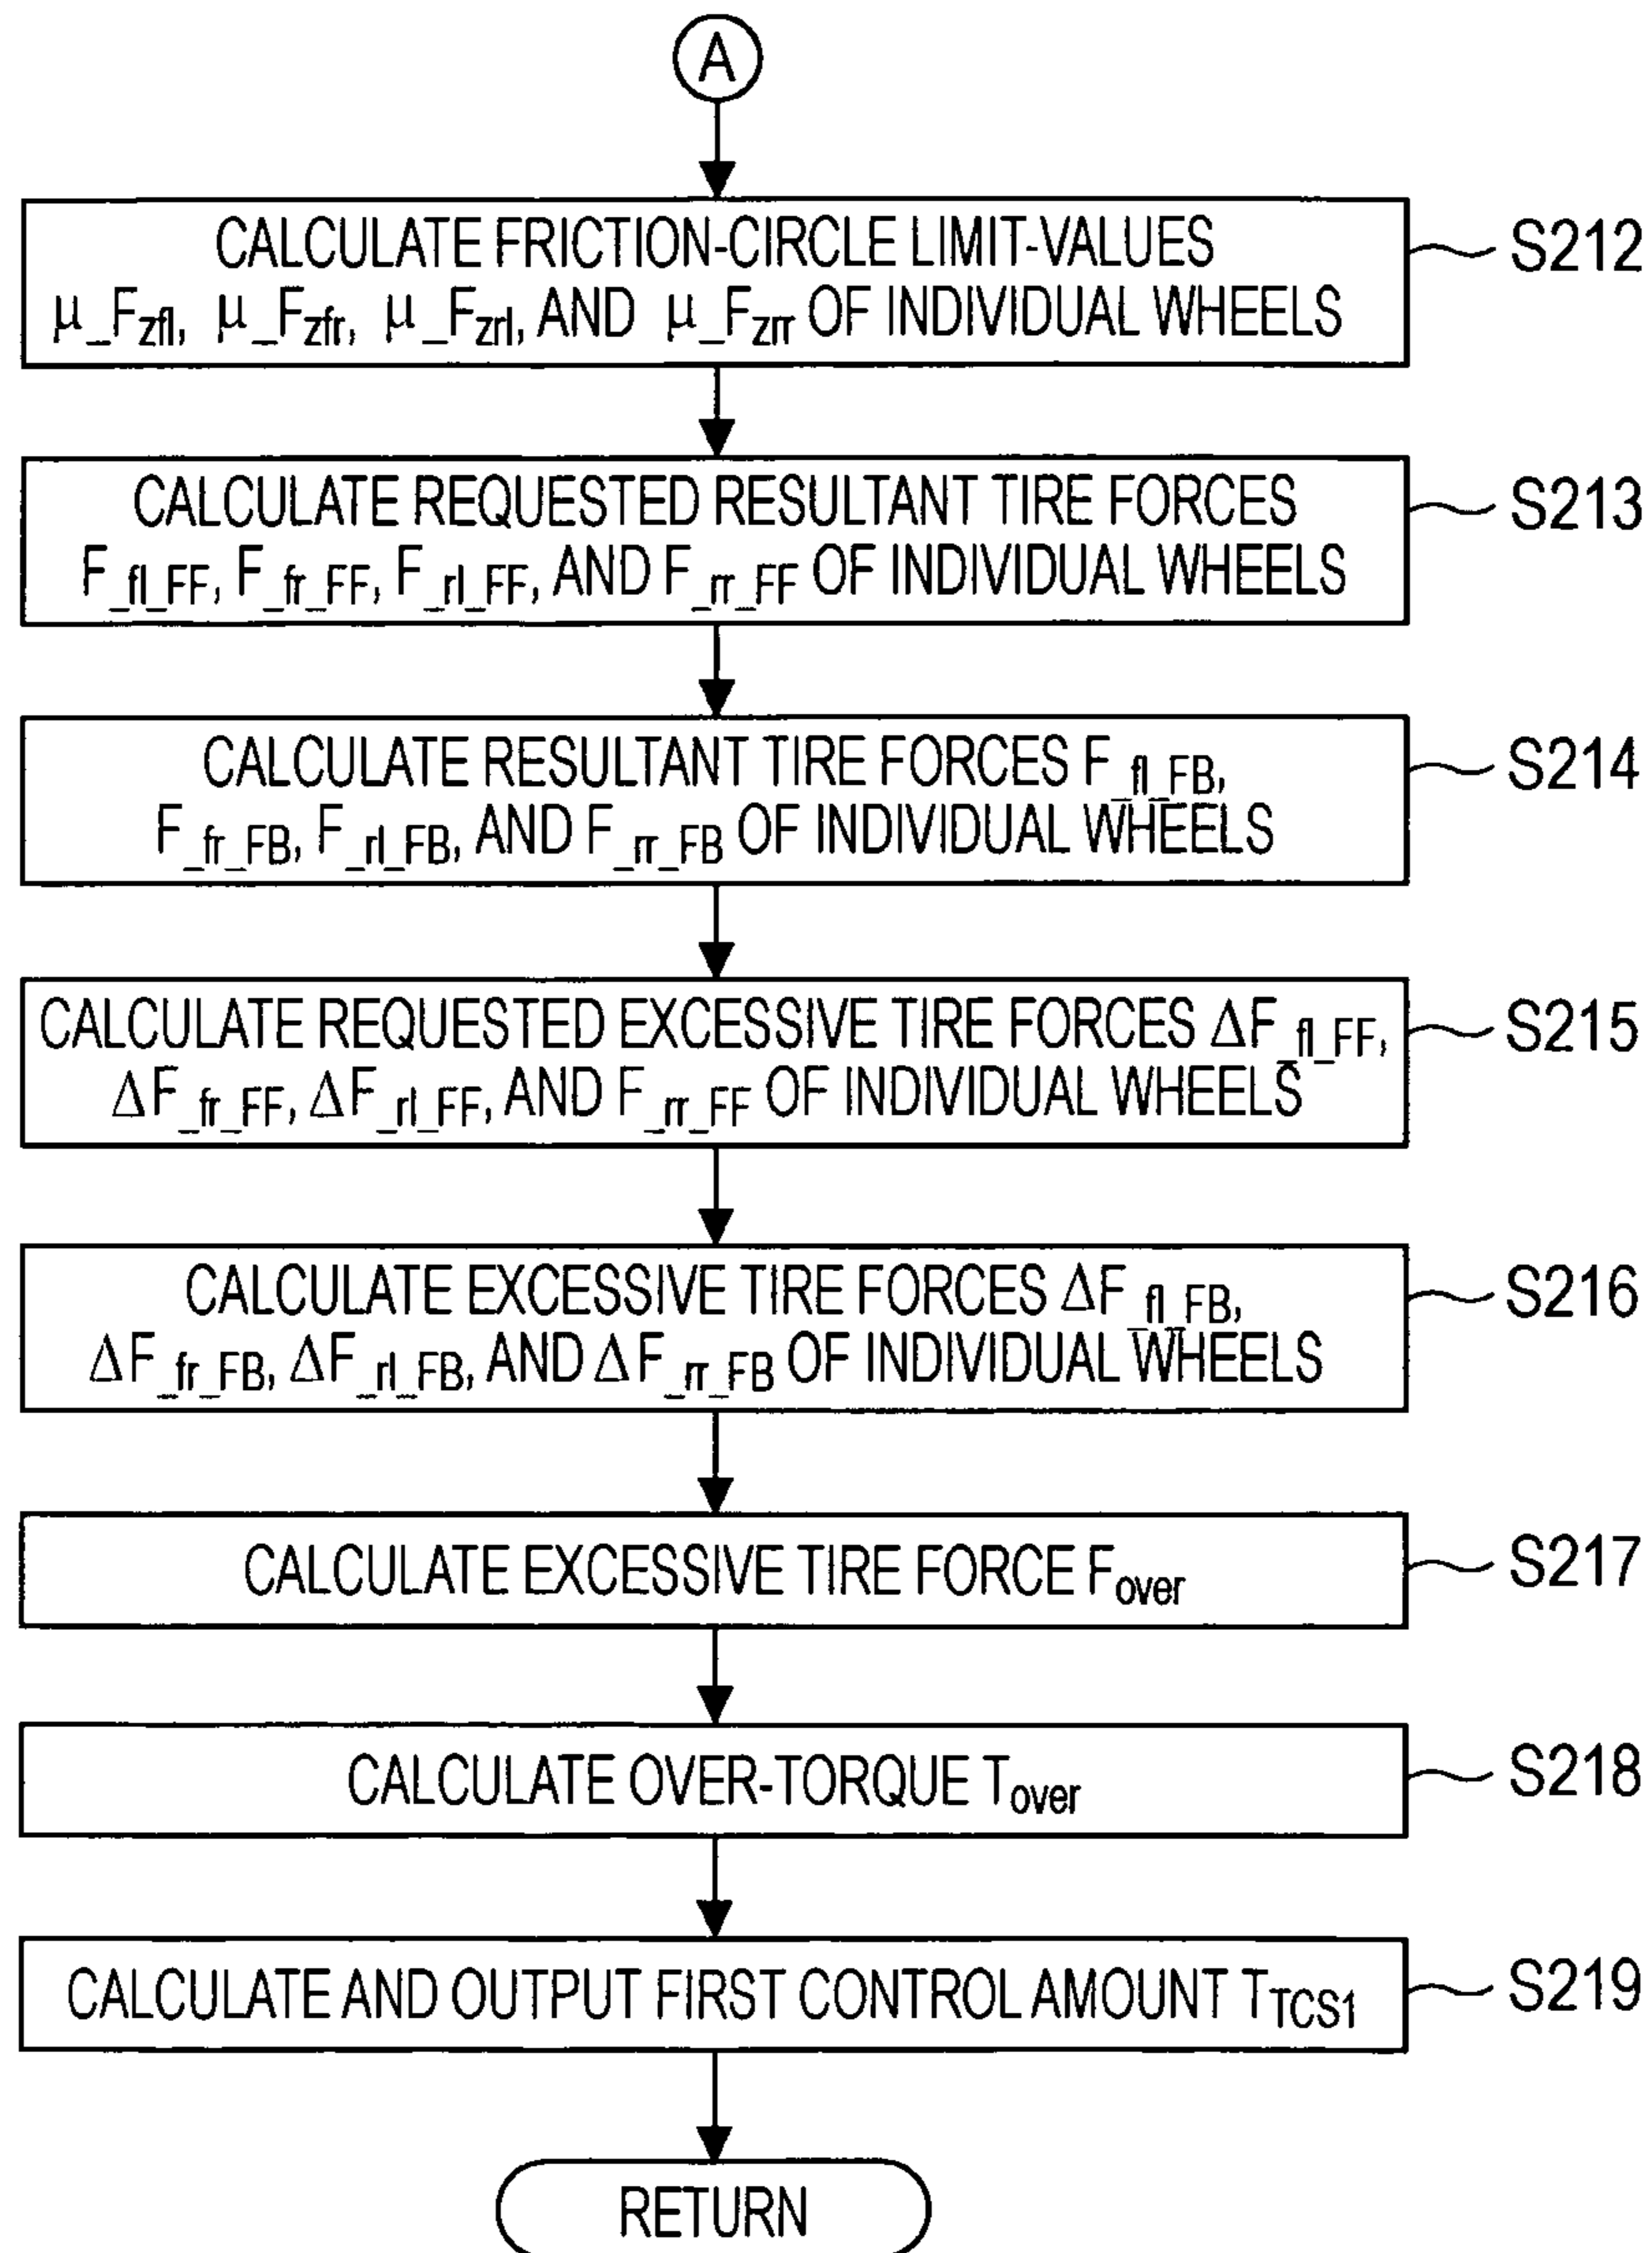 A
CALCULATE FRICTION-CIRCLE LIMIT-VALUES
μ_Fzfl, μ_Fzfr, μ_Fzrl, AND μ_Fzrr OF INDIVIDUAL WHEELS
S212
CALCULATE REQUESTED RESULTANT TIRE FORCES
F_fl_FF, F_fr_FF, F_rl_FF, AND F_rr_FF OF INDIVIDUAL WHEELS
S213
CALCULATE RESULTANT TIRE FORCES F_fl_FB,
F_fr_FB, F_rl_FB, AND F_rr_FB OF INDIVIDUAL WHEELS
S214
CALCULATE REQUESTED EXCESSIVE TIRE FORCES ΔF_fl_FF,
ΔF_fr_FF, ΔF_rl_FF, AND F_rr_FF OF INDIVIDUAL WHEELS
S215
CALCULATE EXCESSIVE TIRE FORCES ΔF_fl_FB,
ΔF_fr_FB, ΔF_rl_FB, AND ΔF_rr_FB OF INDIVIDUAL WHEELS
S216
CALCULATE EXCESSIVE TIRE FORCE Fover
S217
CALCULATE OVER-TORQUE Tover
S218
CALCULATE AND OUTPUT FIRST CONTROL AMOUNT TTCS1
S219
RETURN